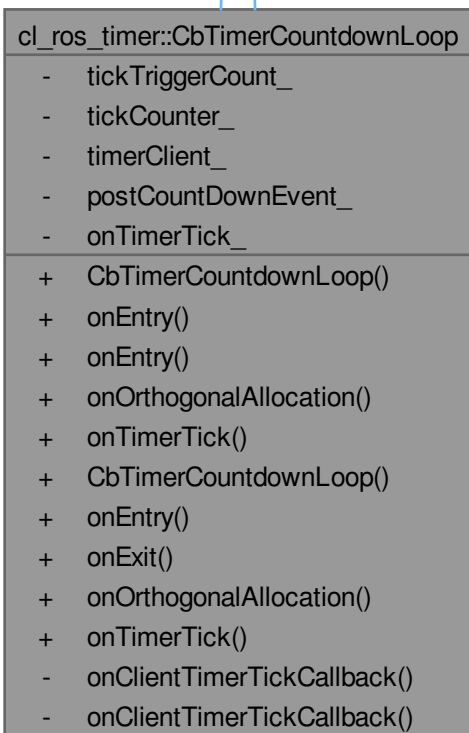 cl_ros_timer::CbTimerCountdownLoop
- tickTriggerCount_
- tickCounter_
- timerClient_
- postCountDownEvent_
- onTimerTick_
+ CbTimerCountdownLoop()
+ onEntry()
+ onEntry()
+ onOrthogonalAllocation()
+ onTimerTick()
+ CbTimerCountdownLoop()
+ onEntry()
+ onExit()
+ onOrthogonalAllocation()
+ onTimerTick()
- onClientTimerTickCallback()
- onClientTimerTickCallback()